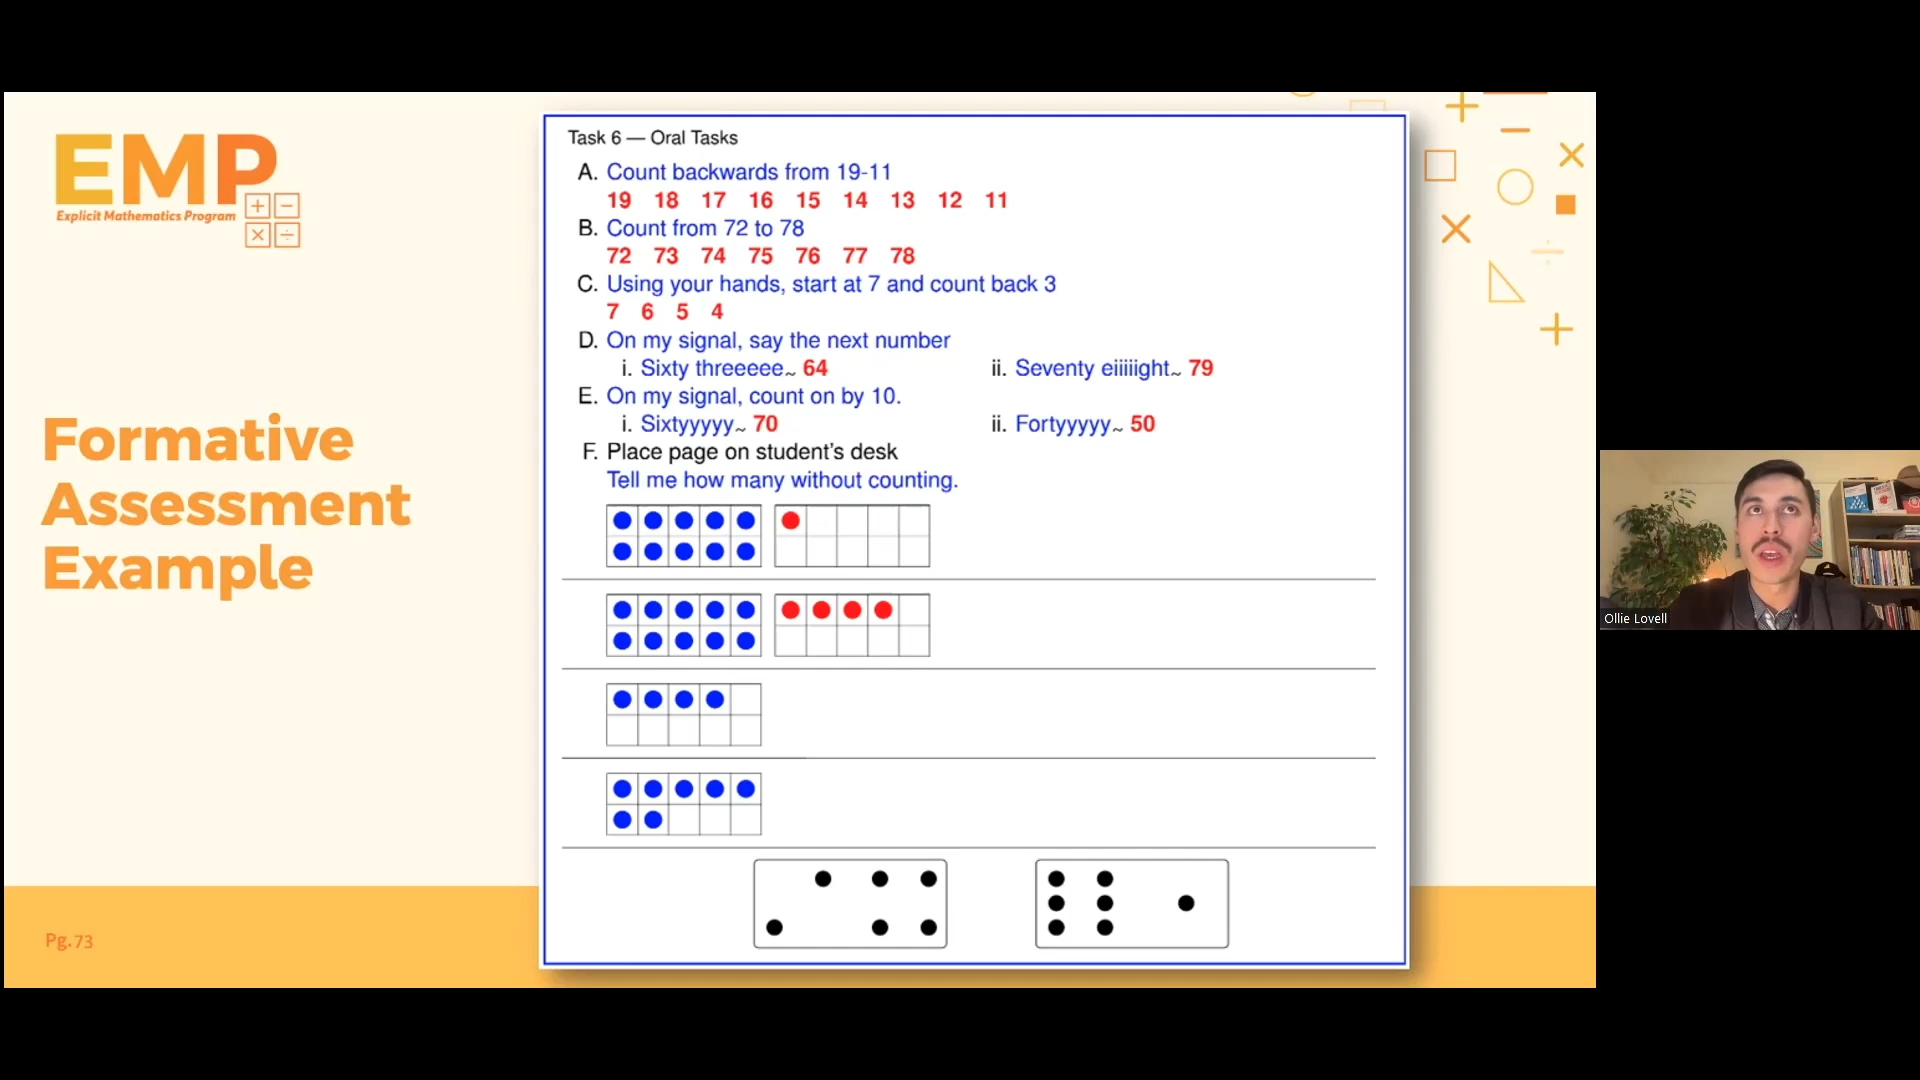 EMP
Explicit Mathematics Program
+ −
× ÷
Formative
Assessment
Example
Pg.73
Task 6 — Oral Tasks
A. Count backwards from 19-11
19 18 17 16 15 14 13 12 11
B. Count from 72 to 78
72 73 74 75 76 77 78
C. Using your hands, start at 7 and count back 3
7 6 5 4
D. On my signal, say the next number
i. Sixty threeeee~ 64 ii. Seventy eiiiiight~ 79
E. On my signal, count on by 10.
i. Sixtyyyyy~ 70 ii. Fortyyyyy~ 50
F. Place page on student's desk
Tell me how many without counting.
Ollie Lovell